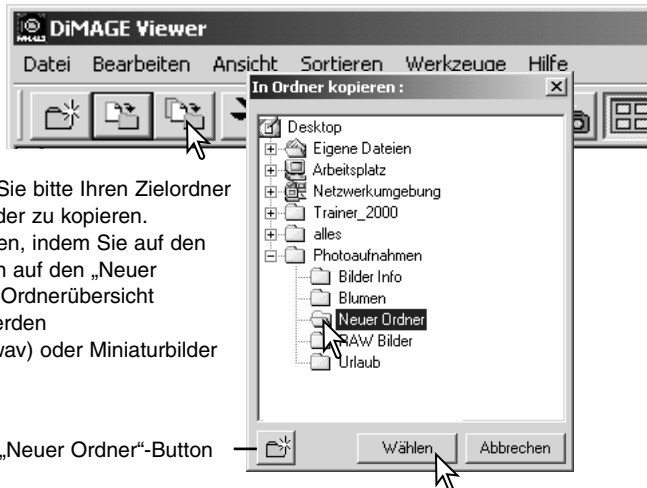 DiMAGE Viewer
Datei Bearbeiten Ansicht Sortieren Werkzeuge Hilfe
In Ordner kopieren :
Desktop
Eigene Dateien
Arbeitsplatz
Netzwerkumgebung
Trainer_2000
alles
Photoaufnahmen
Bilder Info
Blumen
Neuer Ordner
RAW Bilder
Urlaub
Wählen Abbrechen
Sie bitte Ihren Zielordner
der zu kopieren.
en, indem Sie auf den
n auf den „Neuer
Ordnerübersicht
erden
wav) oder Miniaturbilder
„Neuer Ordner“-Button